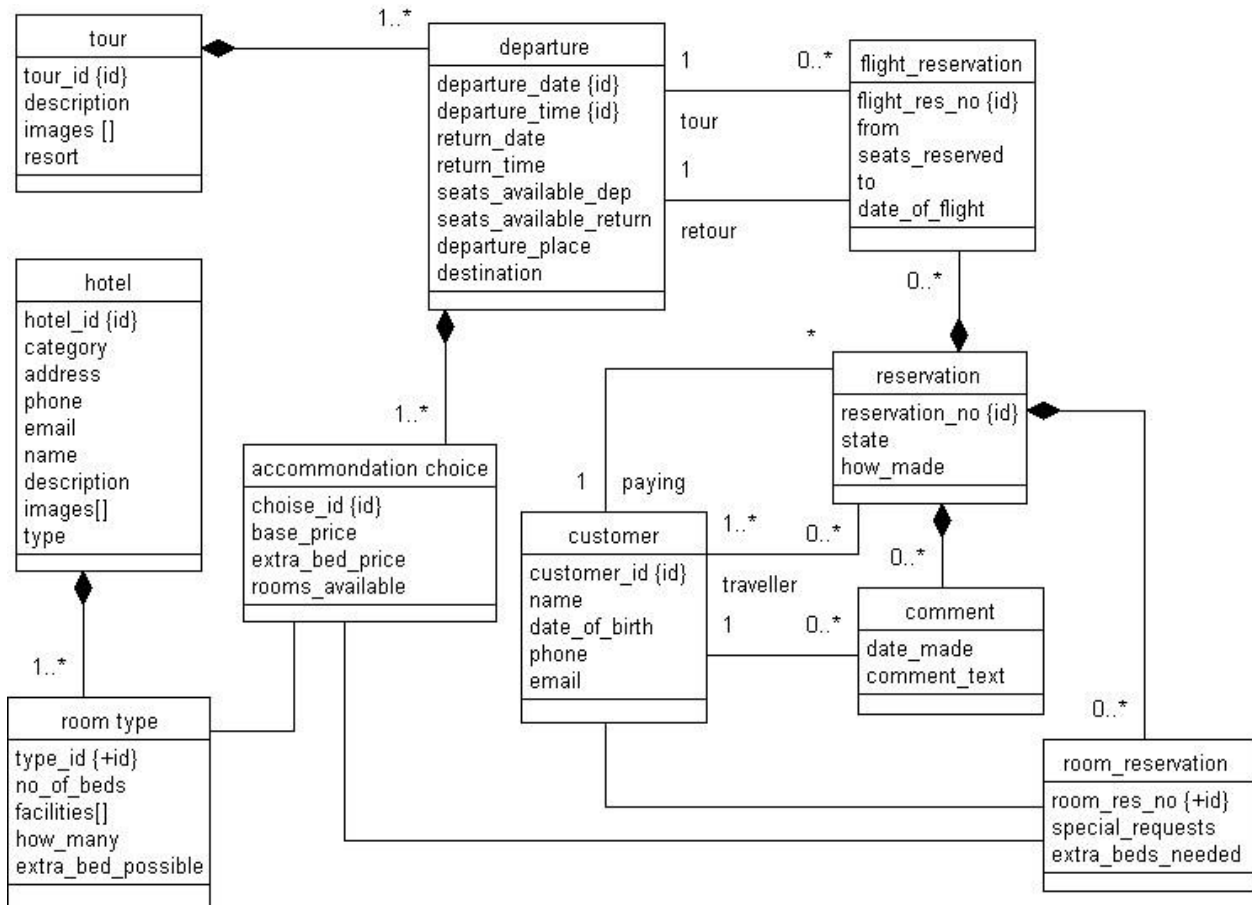 tour
tour_id {id}
description
images []
resort
1..*
departure
departure_date {id}
departure_time {id}
return_date
return_time
seats_available_dep
seats_available_return
departure_place
destination
1
0..*
tour
1
retour
flight_reservation
flight_res_no {id}
from
seats_reserved
to
date_of_flight
0..*
hotel
hotel_id {id}
category
address
phone
email
name
description
images[]
type
1..*
1..*
accommondation choice
choise_id {id}
base_price
extra_bed_price
rooms_available
*
reservation
reservation_no {id}
state
how_made
1
paying
1..*
0..*
traveller
1
0..*
0..*
customer
customer_id {id}
name
date_of_birth
phone
email
comment
date_made
comment_text
0..*
room type
type_id {+id}
no_of_beds
facilities[]
how_many
extra_bed_possible
room_reservation
room_res_no {+id}
special_requests
extra_beds_needed